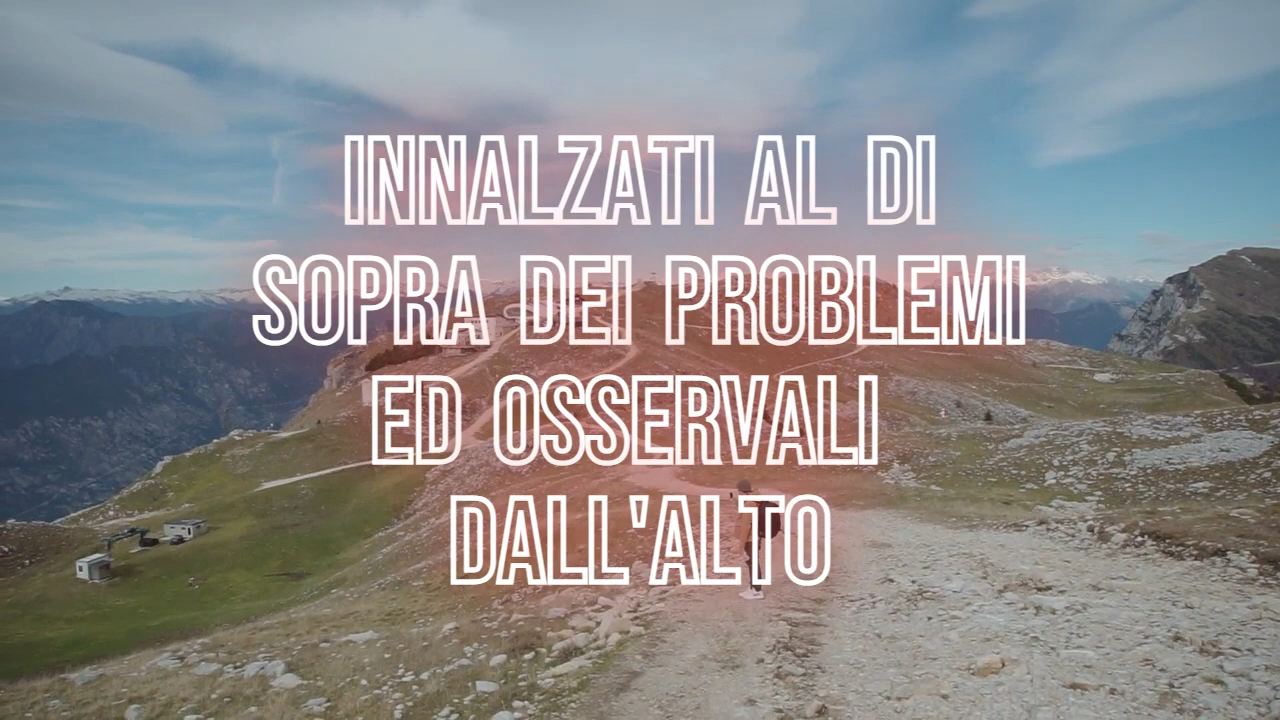 INNALZATI AL DI
SOPRA DEI PROBLEMI
ED OSSERVALI
DALL'ALTO